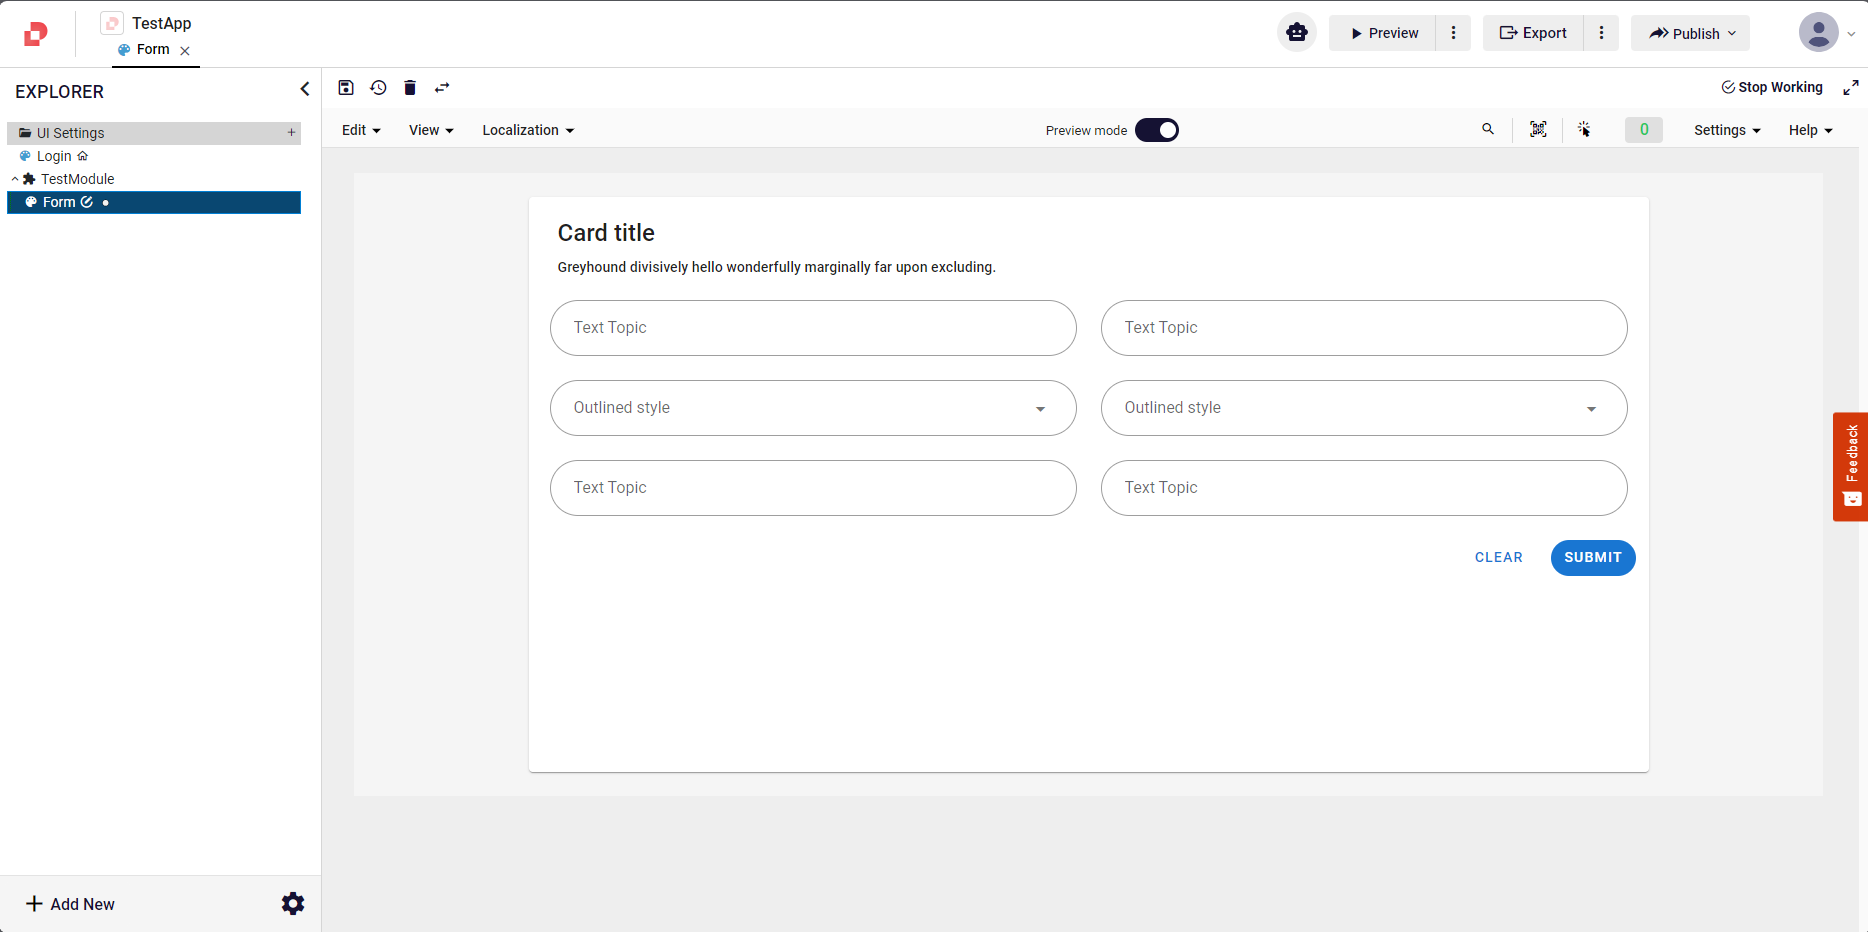 TestApp
Form
Preview
Export
Publish
EXPLORER
Stop Working
UI Settings
Edit
View
Localization
Preview mode
0
Settings
Help
Login
TestModule
Form
Card title
Greyhound divisively hello wonderfully marginally far upon excluding.
Text Topic
Text Topic
Outlined style
Outlined style
Text Topic
Text Topic
CLEAR
SUBMIT
Feedback
Add New